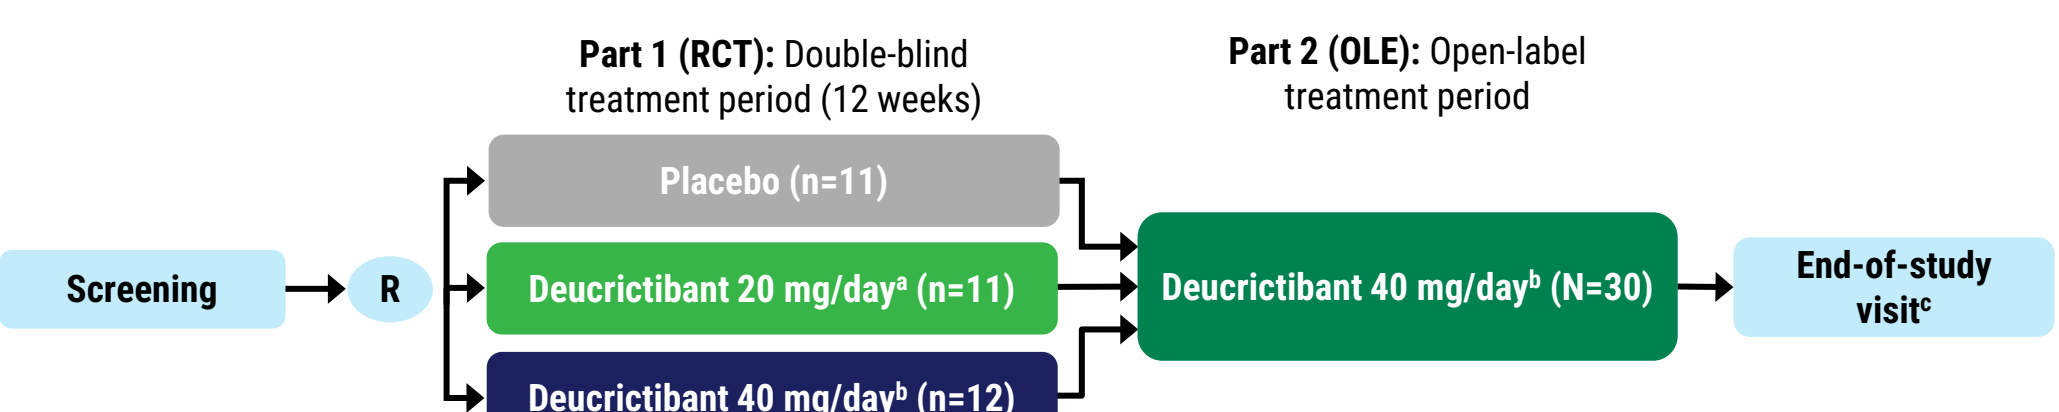 Part 1 (RCT): Double-blind
treatment period (12 weeks)
Part 2 (OLE): Open-label
treatment period
Placebo (n=11)
Screening
R
Deucrictibant 20 mg/dayᵃ (n=11)
Deucrictibant 40 mg/dayᵇ (n=12)
Deucrictibant 40 mg/dayᵇ (N=30)
End-of-study
visitᶜ